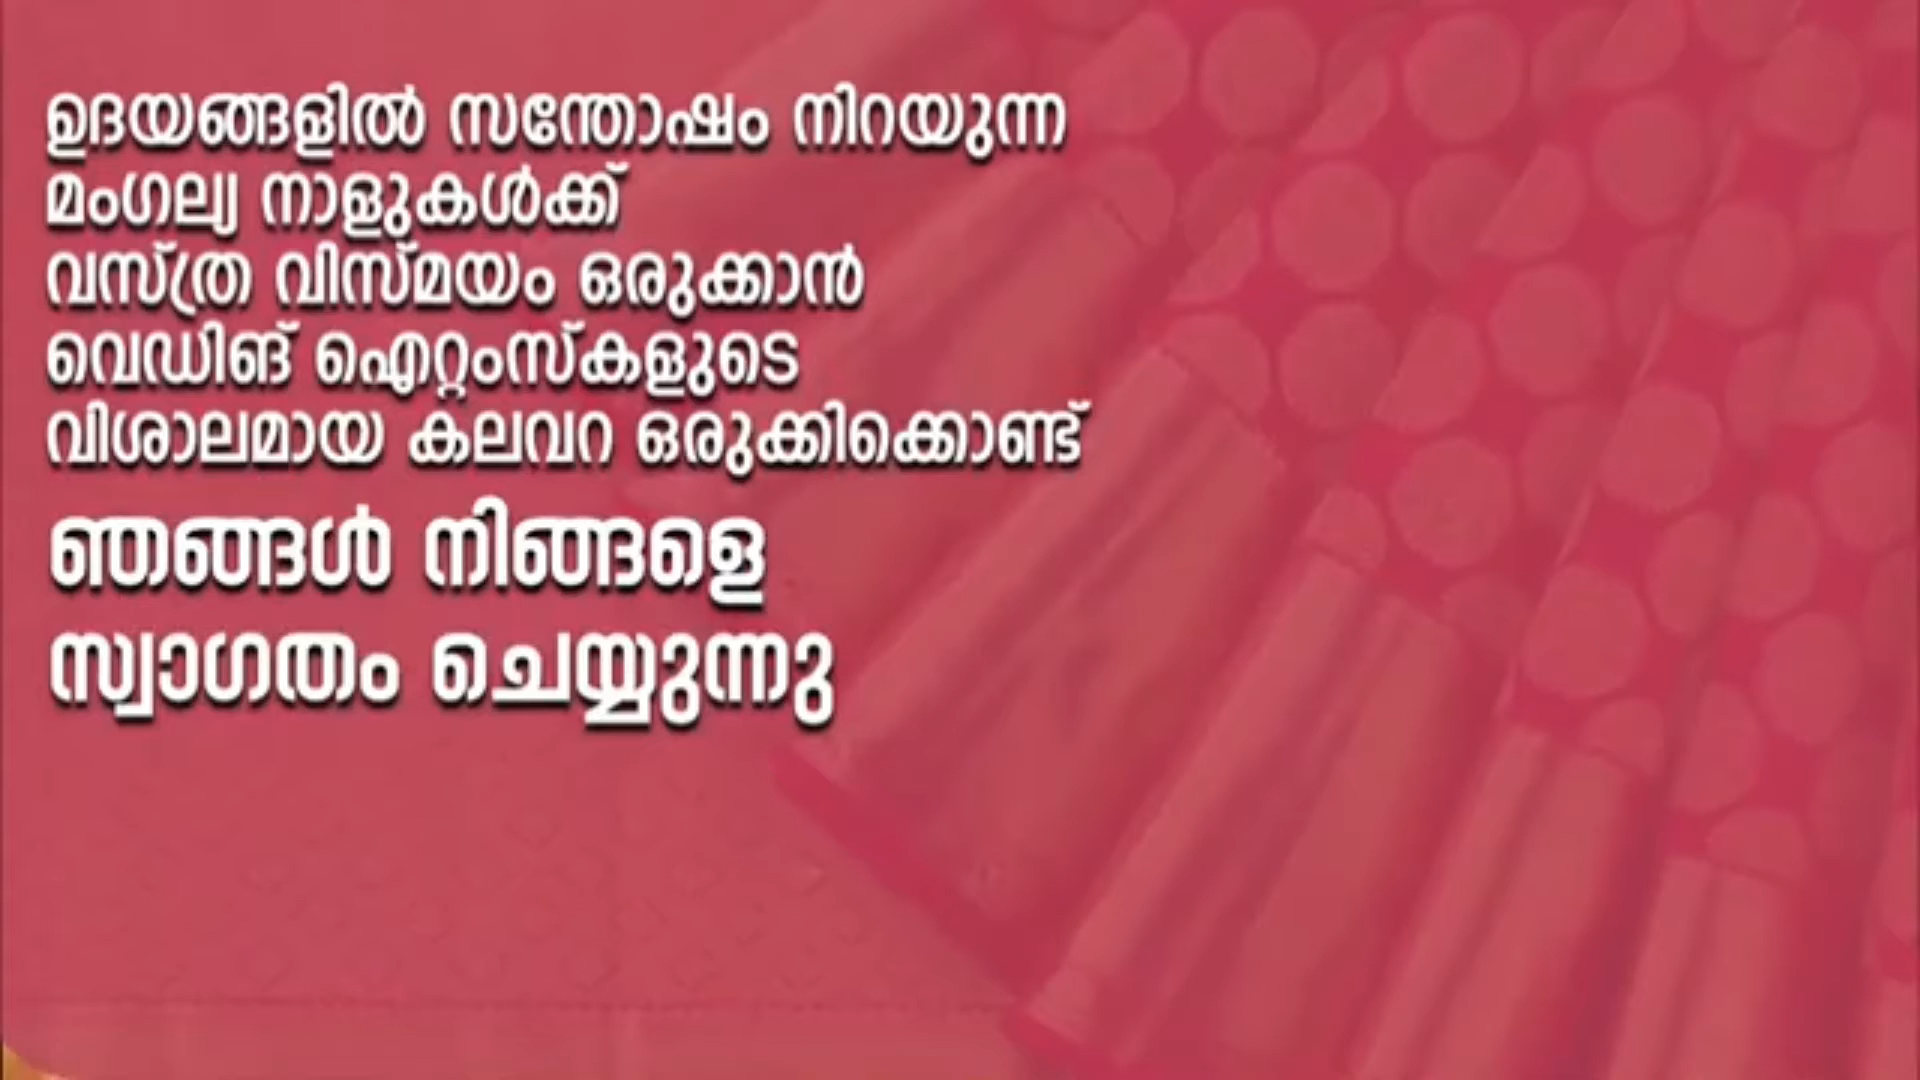 ഉദയങ്ങളിൽ സന്തോഷം നിറയുന്ന
മംഗല്യ നാളുകൾക്ക്
വസ്ത്ര വിസ്മയം ഒരുക്കാൻ
വെഡിങ് ഐറ്റംസ്കളുടെ
വിശാലമായ കലവറ ഒരുക്കിക്കൊണ്ട്
ഞങ്ങൾ നിങ്ങളെ
സ്വാഗതം ചെയ്യുന്നു